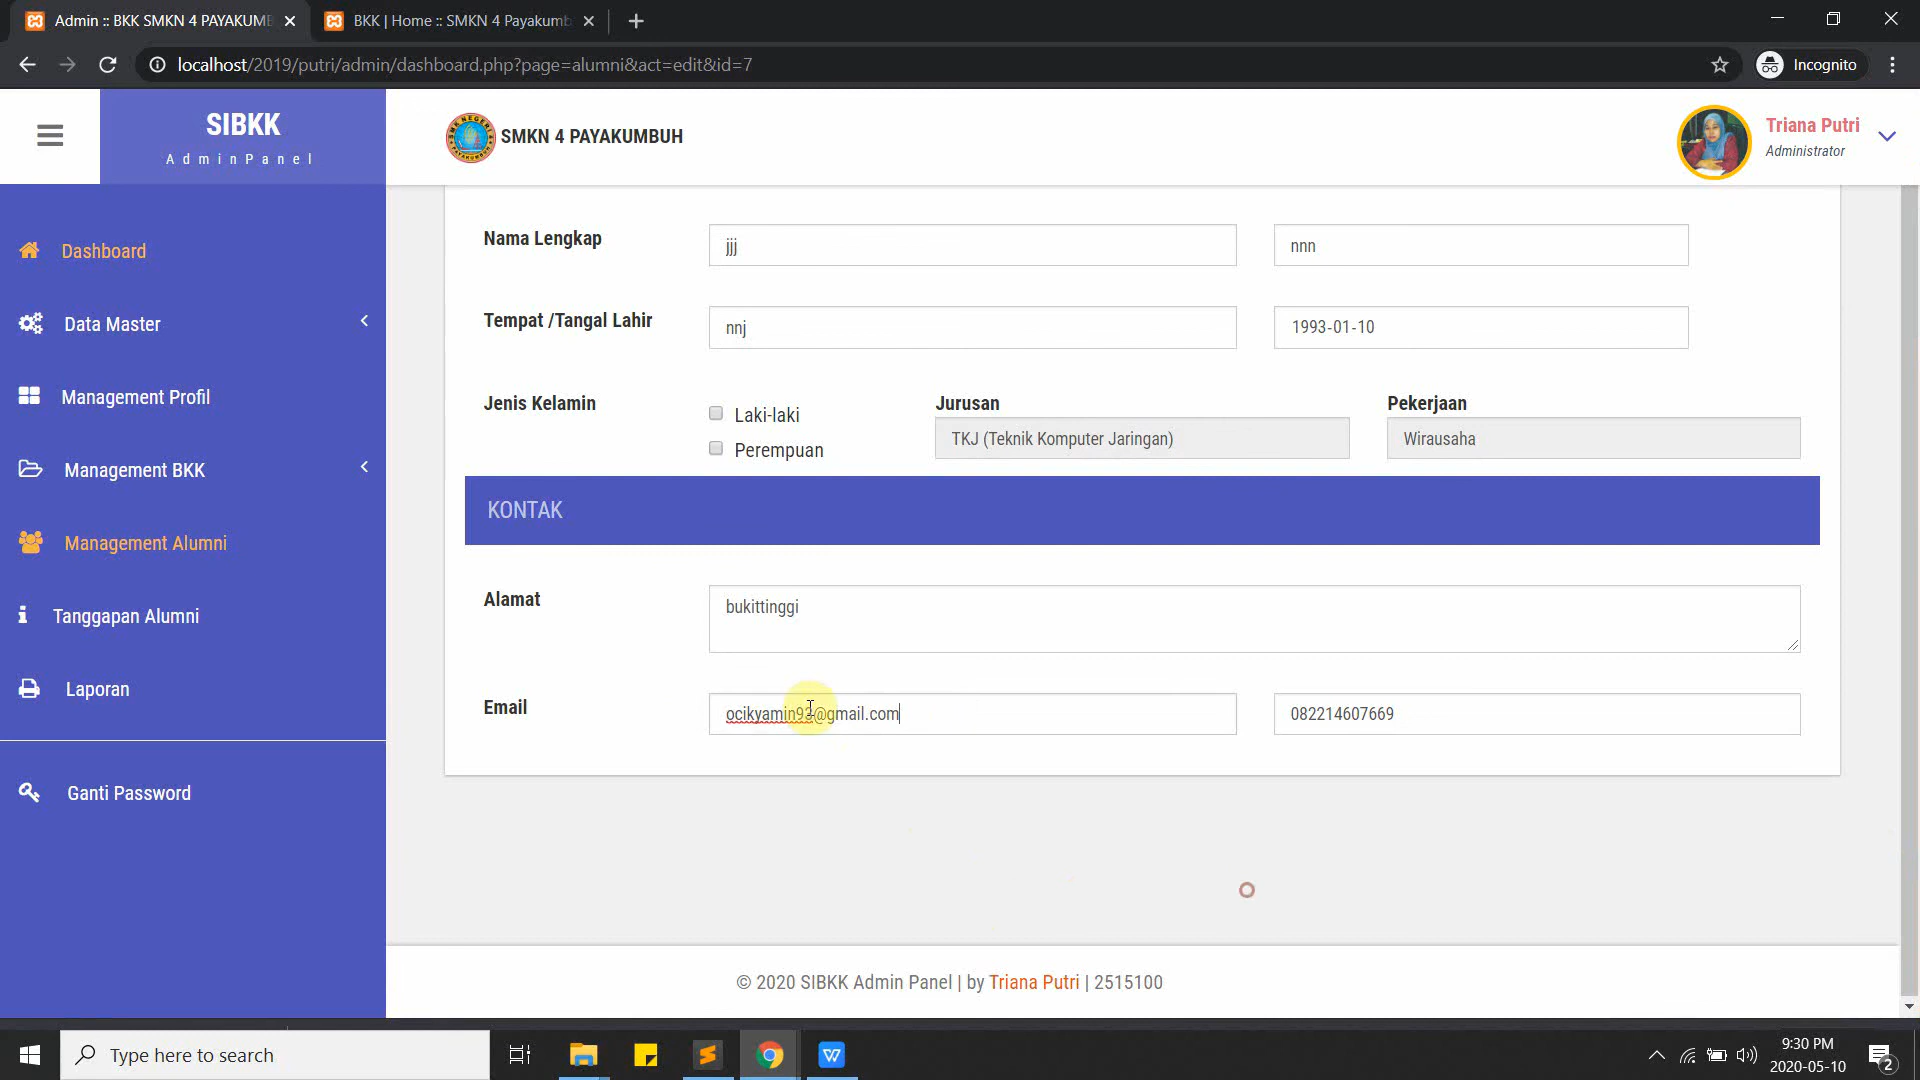 Admin :: BKK SMKN 4 PAYAKUMB
BKK | Home :: SMKN 4 Payakumb
localhost/2019/putri/admin/dashboard.php?page=alumni&act=edit&id=7
Incognito
SIBKK
AdminPanel
SMKN 4 PAYAKUMBUH
Triana Putri
Administrator
Dashboard
Data Master
Management Profil
Management BKK
Management Alumni
Tanggapan Alumni
Laporan
Ganti Password
Nama Lengkap
jjj
nnn
Tempat /Tangal Lahir
nnj
1993-01-10
Jenis Kelamin
Laki-laki
Perempuan
Jurusan
TKJ (Teknik Komputer Jaringan)
Pekerjaan
Wirausaha
KONTAK
Alamat
bukittinggi
Email
ocikyamin93@gmail.com
082214607669
© 2020 SIBKK Admin Panel | by Triana Putri | 2515100
Type here to search
9:30 PM
2020-05-10
2